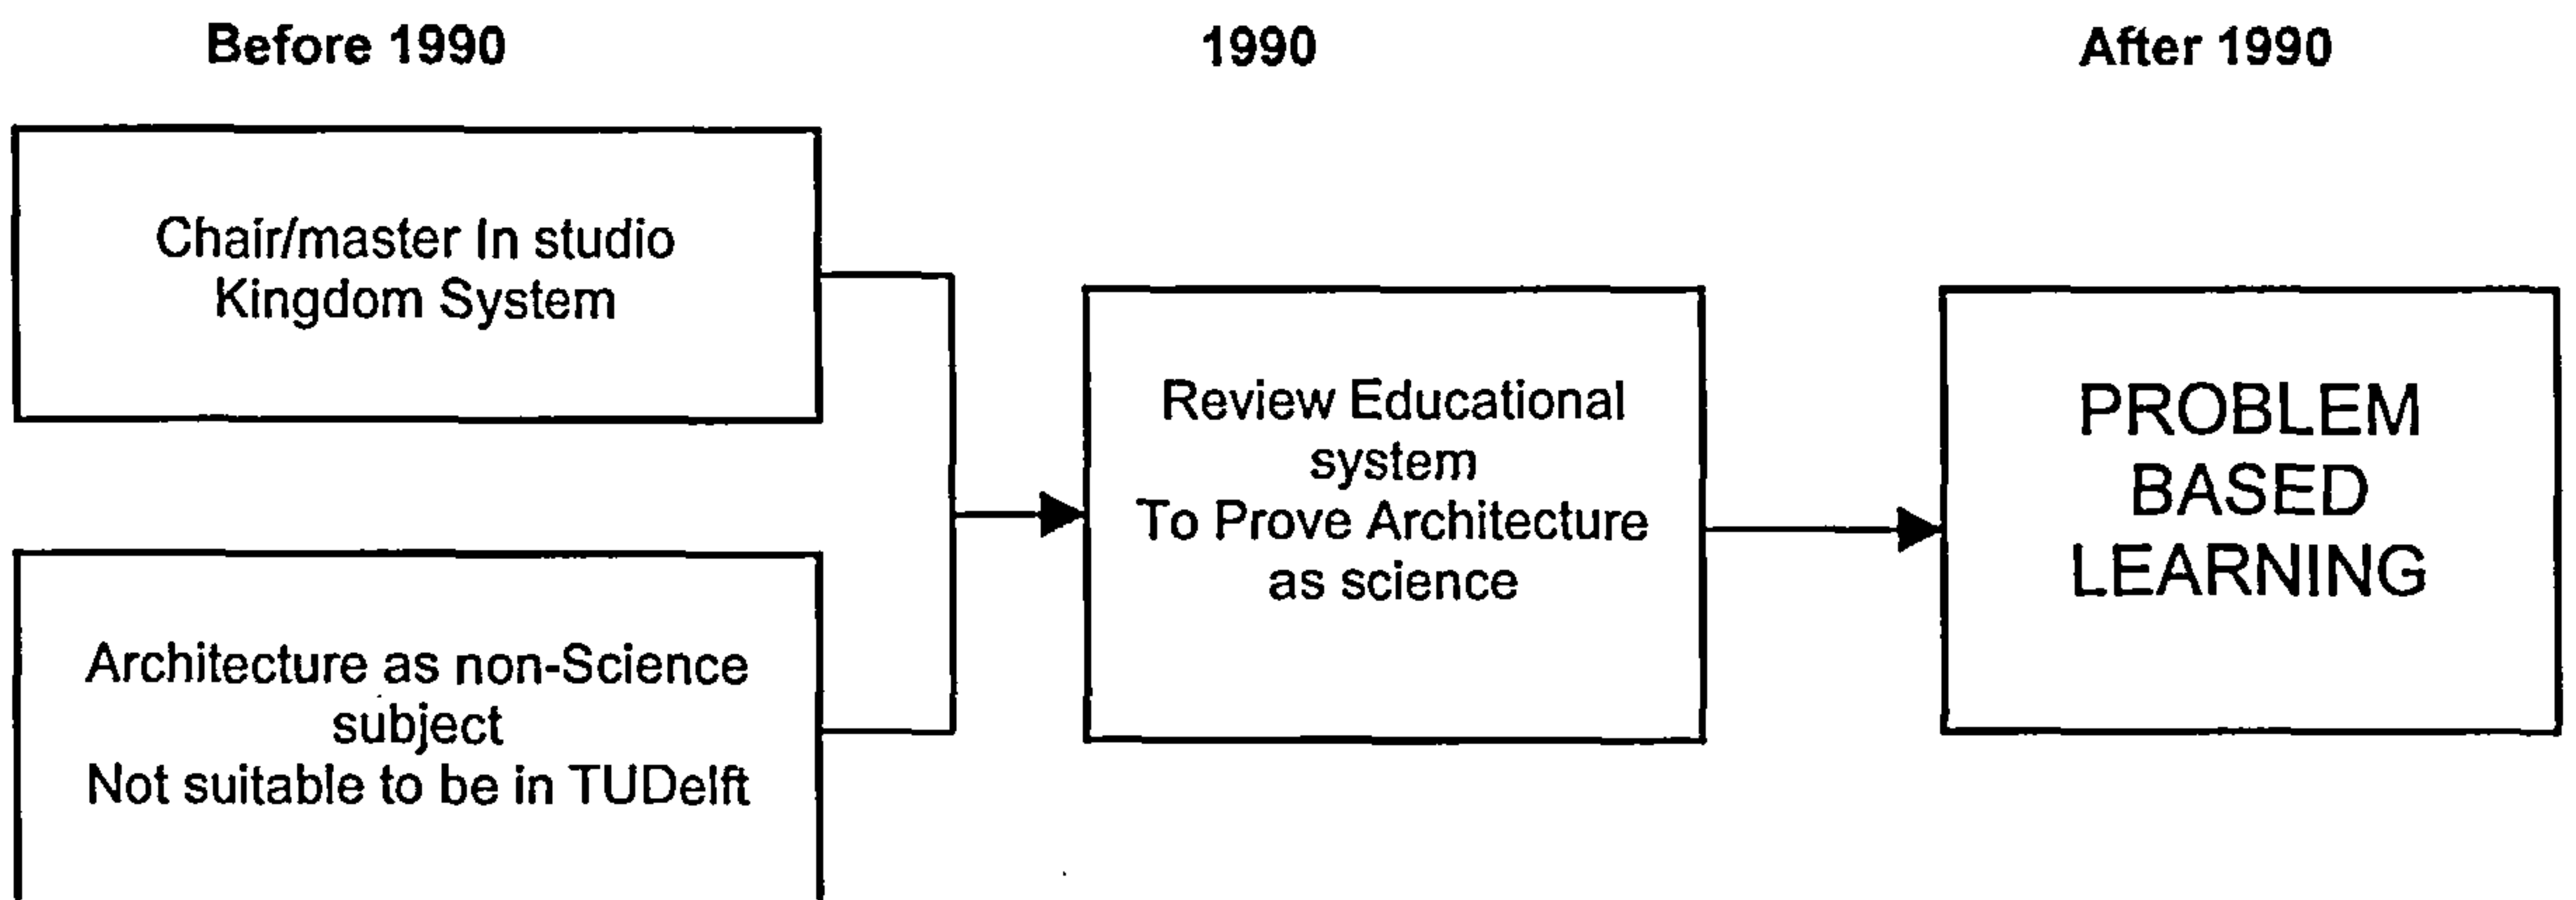 Before 1990
1990
After 1990
Chair/master In studio
Kingdom System
Architecture as non-Science
subject
Not suitable to be in TUDelft
Review Educational
system
To Prove Architecture
as science
PROBLEM
BASED
LEARNING